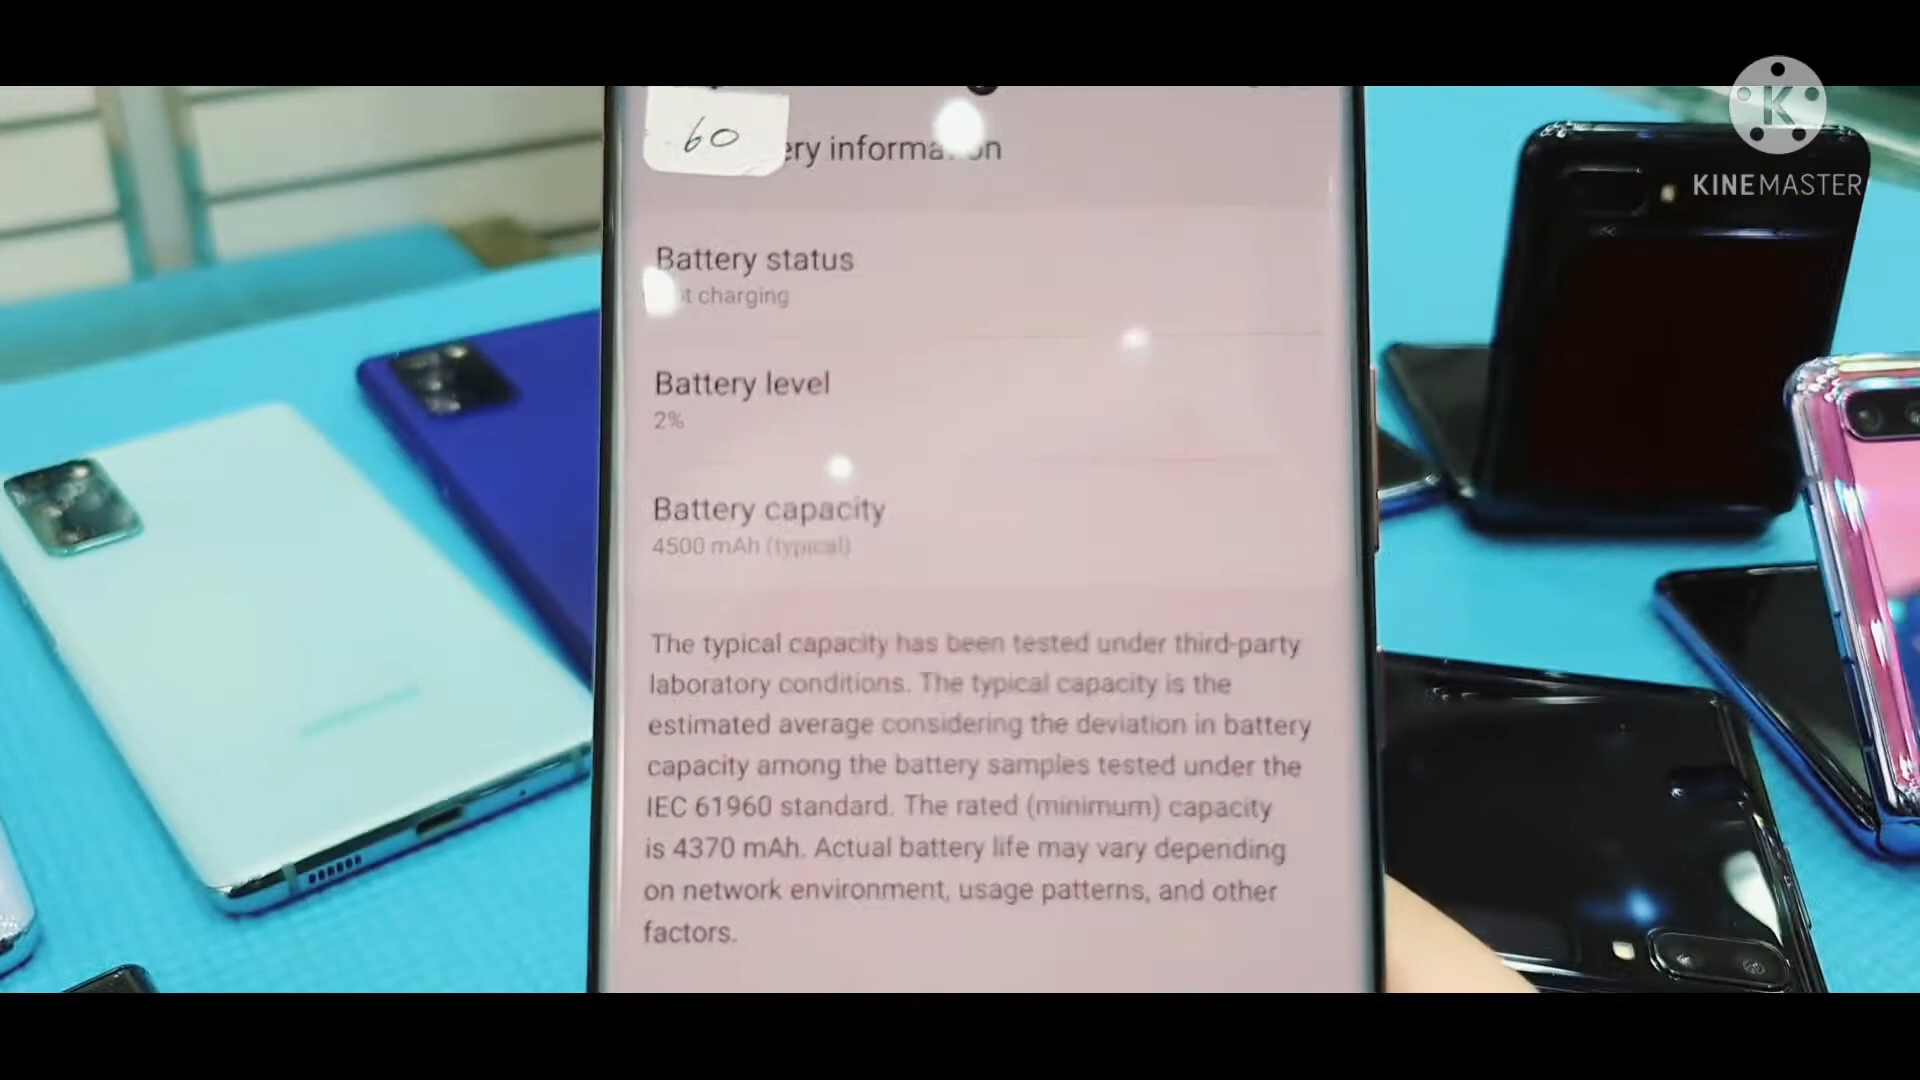 60
ery information
Battery status
t charging
Battery level
2%
Battery capacity
4500 mAh (typical)
The typical capacity has been tested under third-party
laboratory conditions. The typical capacity is the
estimated average considering the deviation in battery
capacity among the battery samples tested under the
IEC 61960 standard. The rated (minimum) capacity
is 4370 mAh. Actual battery life may vary depending
on network environment, usage patterns, and other
factors.
K
KINEMASTER